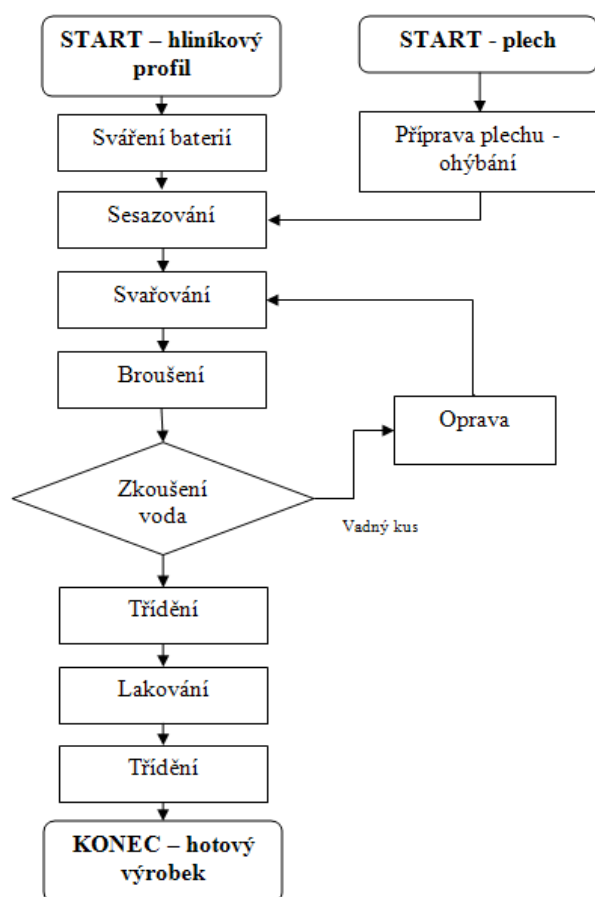 START – hliníkový
profil
START - plech
Sváření baterií
Příprava plechu -
ohýbání
Sesazování
Svařování
Broušení
Oprava
Zkoušení
voda
Vadný kus
Třídění
Lakování
Třídění
KONEC – hotový
výrobek